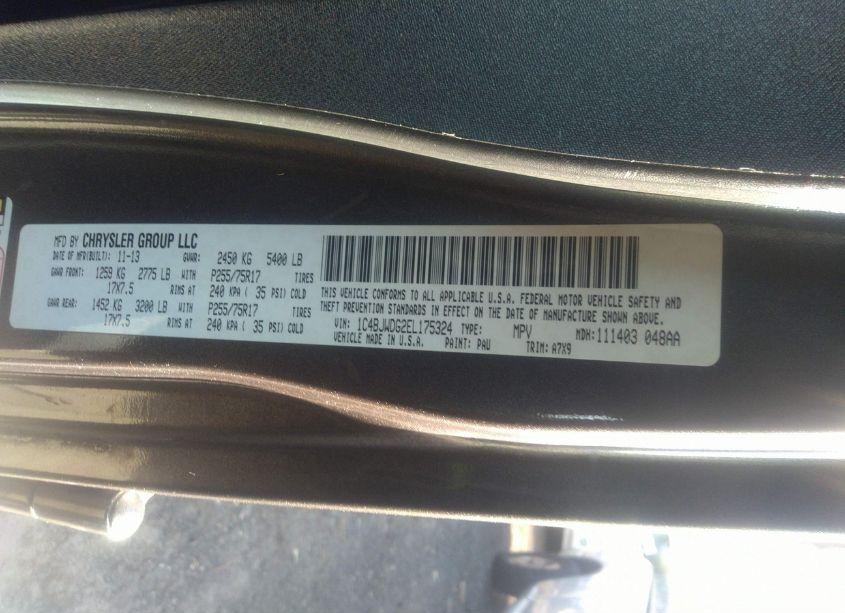 MFD BY CHRYSLER GROUP LLC
DATE OF MFR(BUILT): 11-13 GVWR: 2450 KG 5400 LB
GAWR FRONT: 1259 KG 2775 LB WITH P255/75R17 TIRES
17X7.5 RIMS AT 240 KPA ( 35 PSI) COLD
GAWR REAR: 1452 KG 3200 LB WITH P255/75R17 TIRES
17X7.5 RIMS AT 240 KPA ( 35 PSI) COLD
THIS VEHICLE CONFORMS TO ALL APPLICABLE U.S.A. FEDERAL MOTOR VEHICLE SAFETY AND
THEFT PREVENTION STANDARDS IN EFFECT ON THE DATE OF MANUFACTURE SHOWN ABOVE.
VIN: 1C4BJWDG2EL175324 TYPE: MPV MDH: 111403 048AA
VEHICLE MADE IN U.S.A. PAINT: PAU TRIM: A7X9